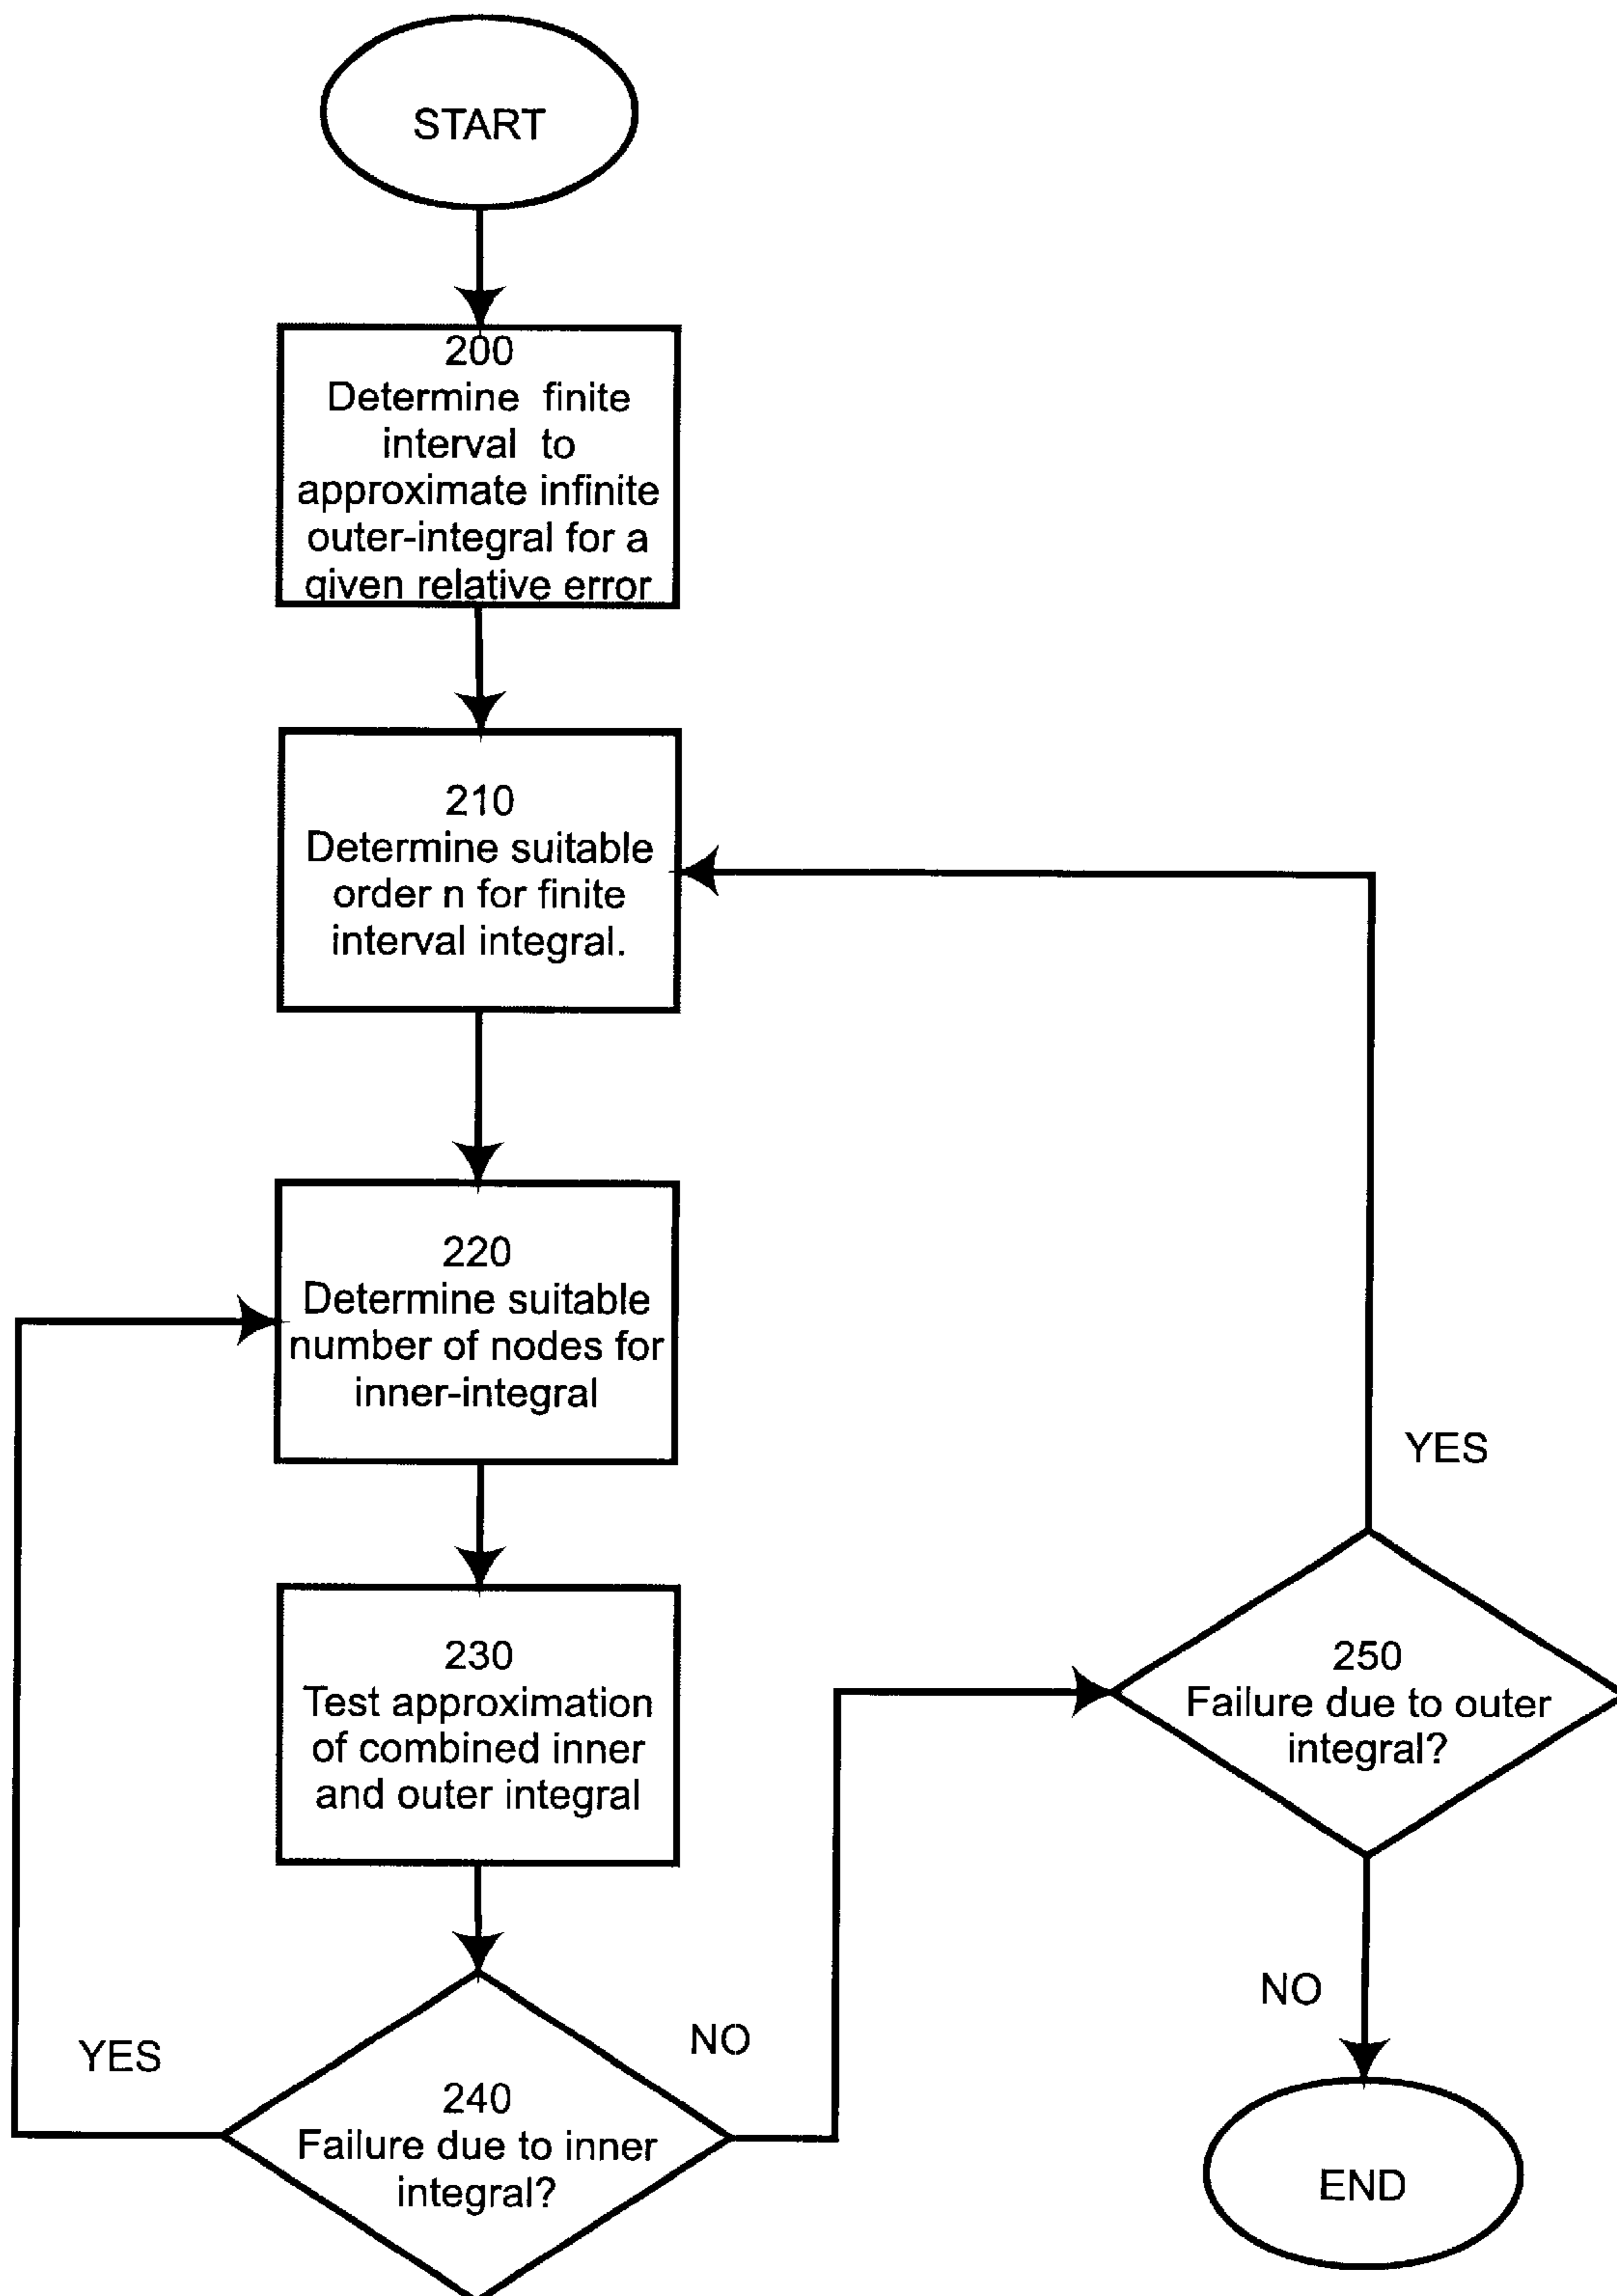 START
200
Determine finite
interval to
approximate infinite
outer-integral for a
given relative error
210
Determine suitable
order n for finite
interval integral.
220
Determine suitable
number of nodes for
inner-integral
230
Test approximation
of combined inner
and outer integral
240
Failure due to inner
integral?
YES
NO
250
Failure due to outer
integral?
YES
NO
END